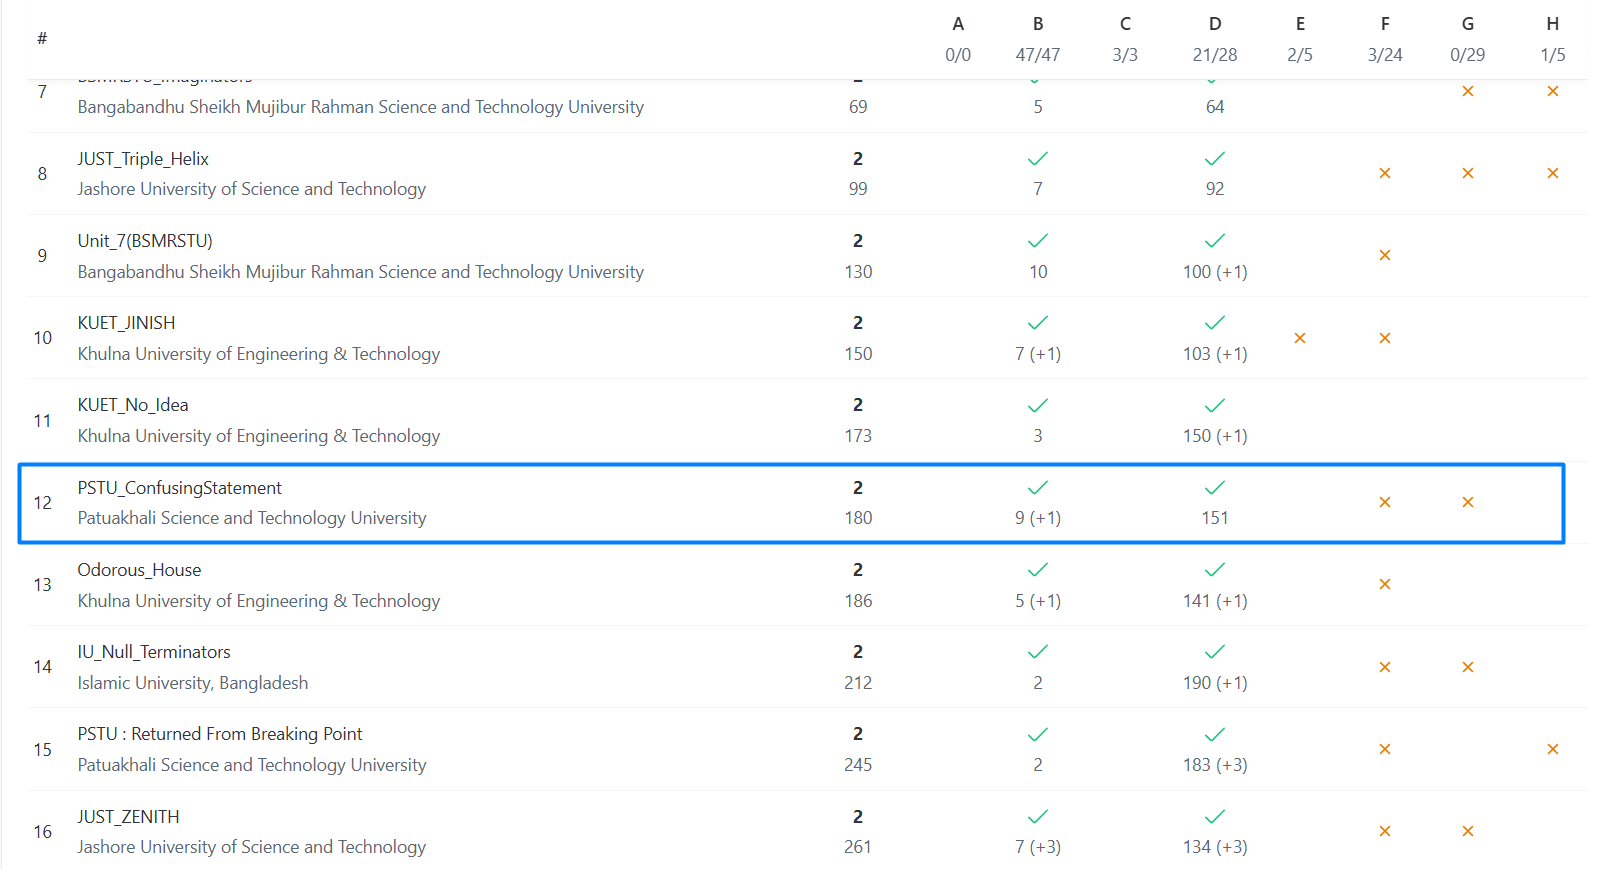 # A B C D E F G H
0/0 47/47 3/3 21/28 2/5 3/24 0/29 1/5
7 BSMRSTU_Imaginators 2
Bangabandhu Sheikh Mujibur Rahman Science and Technology University 69 5 64
8 JUST_Triple_Helix 2
Jashore University of Science and Technology 99 7 92
9 Unit_7(BSMRSTU) 2
Bangabandhu Sheikh Mujibur Rahman Science and Technology University 130 10 100 (+1)
10 KUET_JINISH 2
Khulna University of Engineering & Technology 150 7 (+1) 103 (+1)
11 KUET_No_Idea 2
Khulna University of Engineering & Technology 173 3 150 (+1)
12 PSTU_ConfusingStatement 2
Patuakhali Science and Technology University 180 9 (+1) 151
13 Odorous_House 2
Khulna University of Engineering & Technology 186 5 (+1) 141 (+1)
14 IU_Null_Terminators 2
Islamic University, Bangladesh 212 2 190 (+1)
15 PSTU : Returned From Breaking Point 2
Patuakhali Science and Technology University 245 2 183 (+3)
16 JUST_ZENITH 2
Jashore University of Science and Technology 261 7 (+3) 134 (+3)